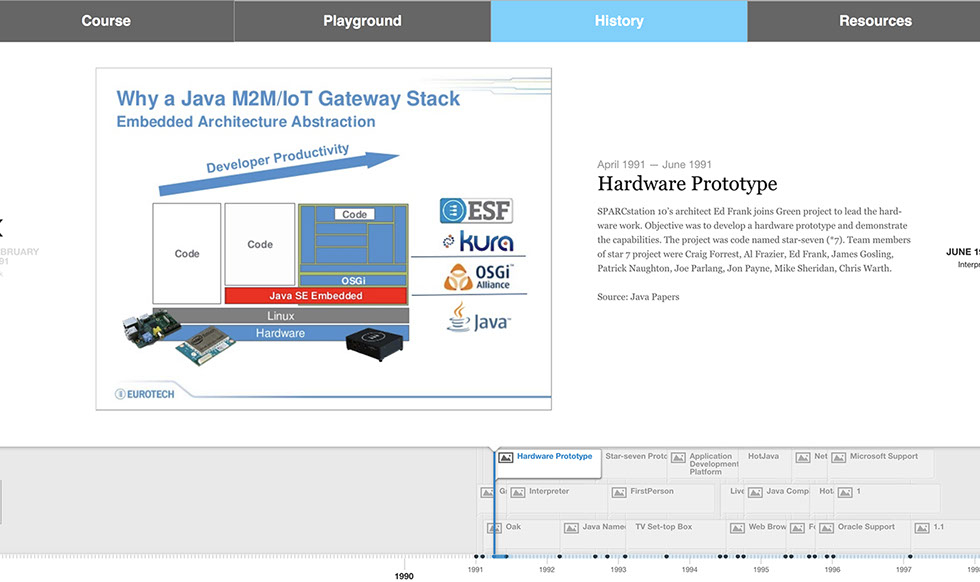 Course
Playground
History
Resources
Why a Java M2M/IoT Gateway Stack
Embedded Architecture Abstraction
Developer Productivity
Code
Code
Code
OSGi
Java SE Embedded
Linux
Hardware
ESF
kura
OSGi™
Alliance
Java™
EUROTECH
April 1991 — June 1991
Hardware Prototype
SPARCstation 10's architect Ed Frank joins Green project to lead the hard-
ware work. Objective was to develop a hardware prototype and demonstrate
the capabilities. The project was code named star-seven (*7). Team members
of star 7 project were Craig Forrest, Al Frazier, Ed Frank, James Gosling,
Patrick Naughton, Joe Parlang, Jon Payne, Mike Sheridan, Chris Warth.
Source: Java Papers
BRUARY
91
JUNE 19
Interp
Hardware Prototype
Star-seven Proto
Application
Development
Platform
HotJava
Net
Microsoft Support
G
Interpreter
FirstPerson
Live
Java Comp
Hot
1
Oak
Java Name
TV Set-top Box
Web Brow
Oracle Support
1.1
1990
1991
1992
1993
1994
1995
1996
1997